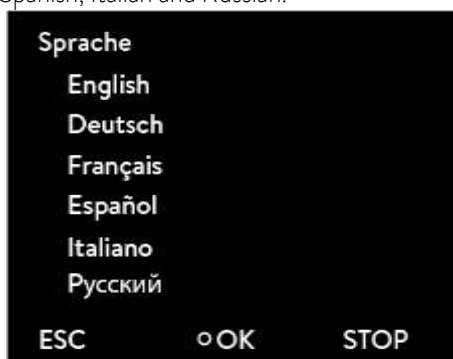 Spanish, Italian and Russian.
Sprache
English
Deutsch
Français
Español
Italiano
Русский
ESC OK STOP